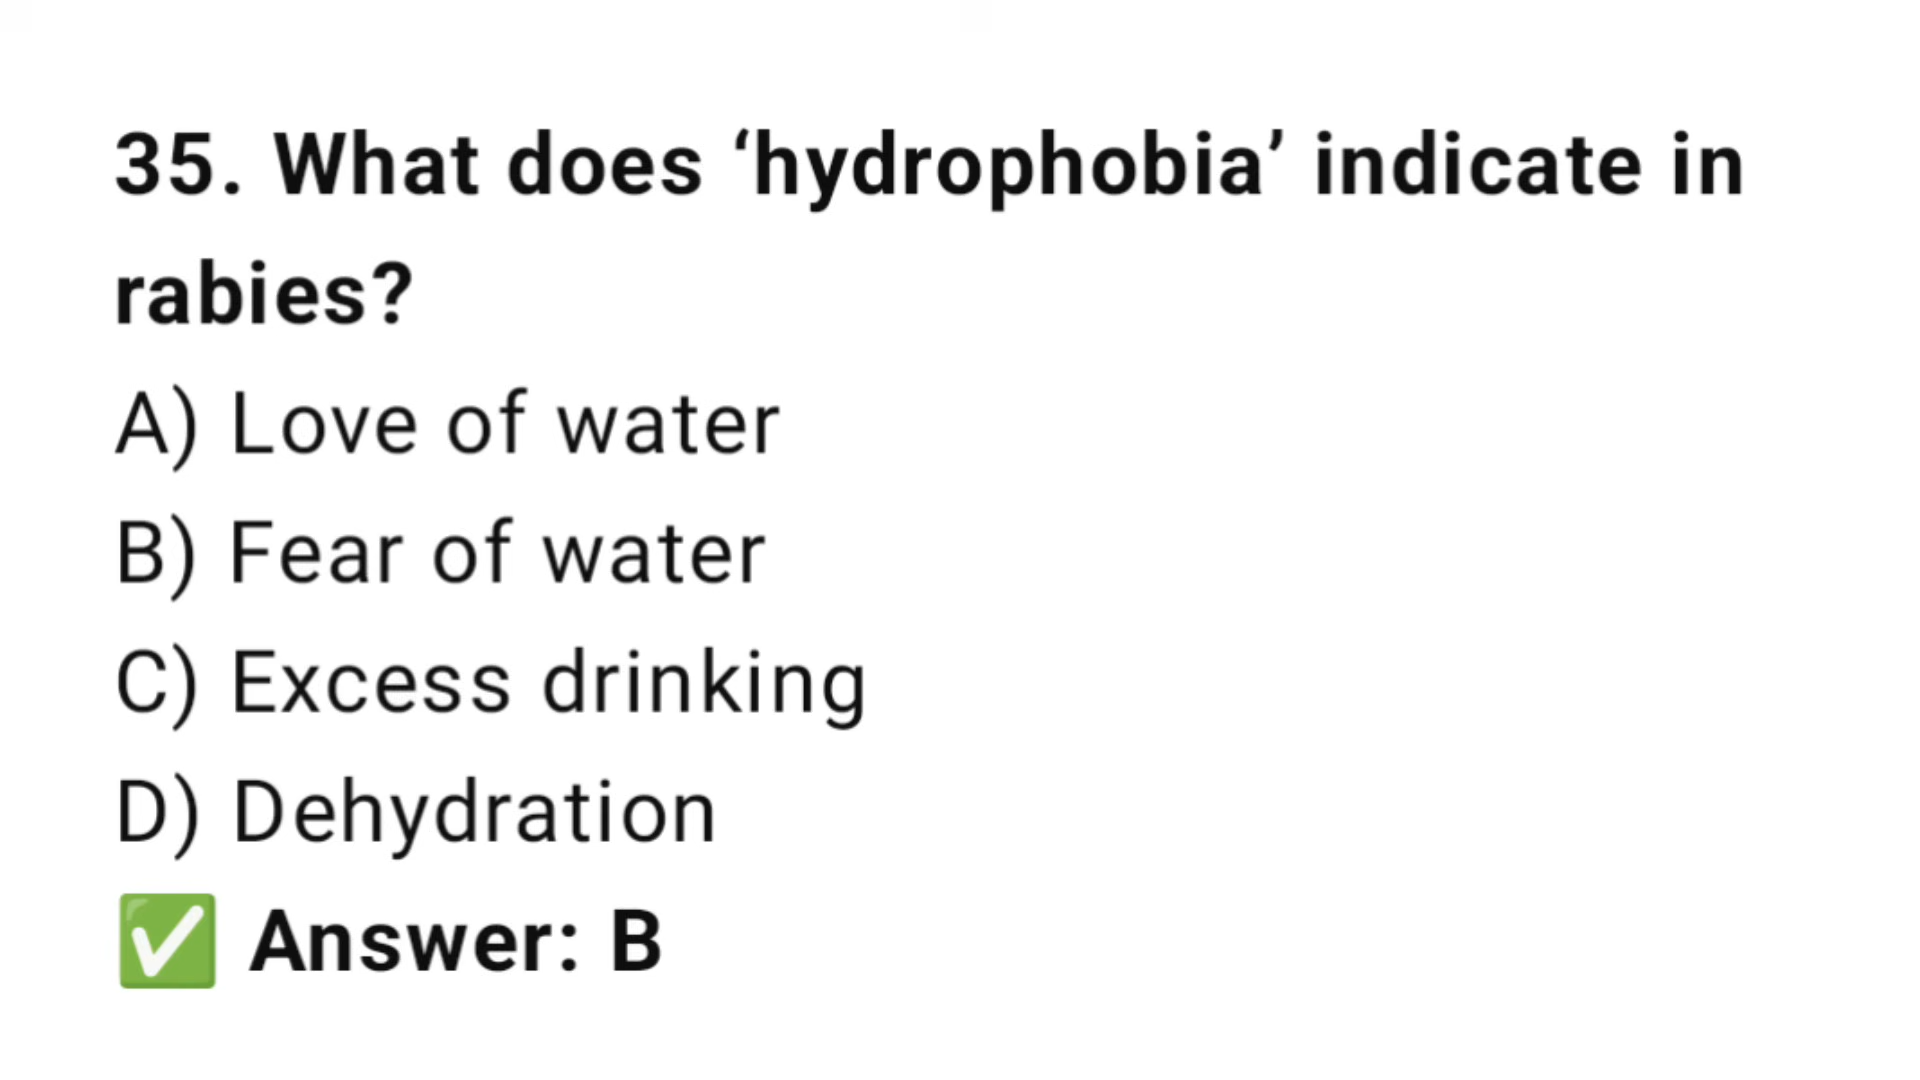 35. What does ‘hydrophobia’ indicate in
rabies?
A) Love of water
B) Fear of water
C) Excess drinking
D) Dehydration
✅ Answer: B